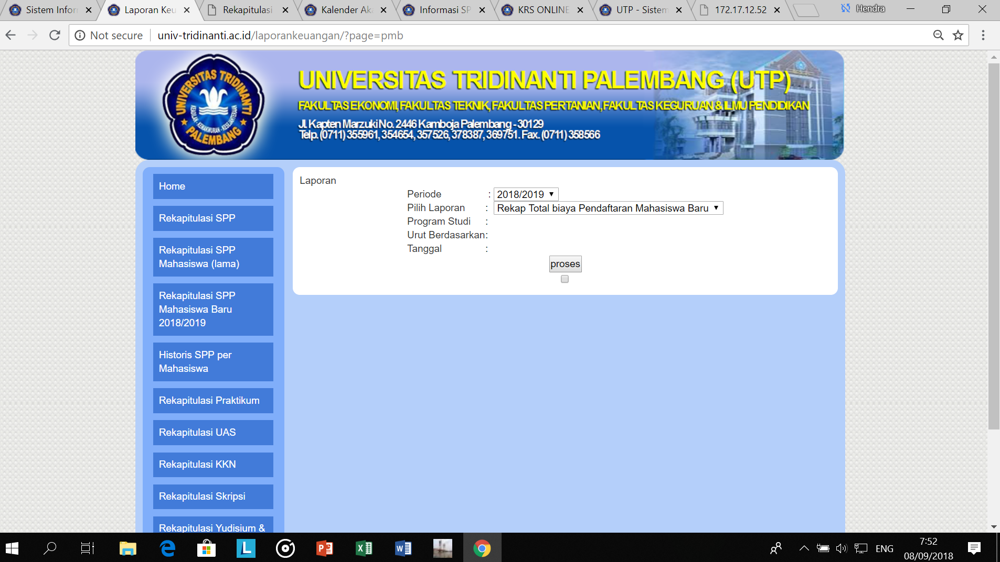 Sistem Infor
Laporan Keu
Rekapitulasi
Kalender Aka
Informasi SP
KRS ONLINE
UTP - Sistem
172.17.12.52
Hendra
Not secure
univ-tridinanti.ac.id/laporankeuangan/?page=pmb
UNIVERSITAS TRIDINANTI
PALEMBANG
KEADILAN - KEMAKMURAN - KESEJAHTERAAN
UNIVERSITAS TRIDINANTI PALEMBANG (UTP)
FAKULTAS EKONOMI, FAKULTAS TEKNIK, FAKULTAS PERTANIAN, FAKULTAS KEGURUAN & ILMU PENDIDIKAN
Jl. Kapten Marzuki No. 2446 Kamboja Palembang - 30129
Telp. (0711) 355961, 354654, 357526, 378387, 369751. Fax. (0711) 358566
Home
Rekapitulasi SPP
Rekapitulasi SPP
Mahasiswa (lama)
Rekapitulasi SPP
Mahasiswa Baru
2018/2019
Historis SPP per
Mahasiswa
Rekapitulasi Praktikum
Rekapitulasi UAS
Rekapitulasi KKN
Rekapitulasi Skripsi
Rekapitulasi Yudisium &
Laporan
Periode : 2018/2019
Pilih Laporan : Rekap Total biaya Pendaftaran Mahasiswa Baru
Program Studi :
Urut Berdasarkan:
Tanggal :
proses
ENG
7:52
08/09/2018